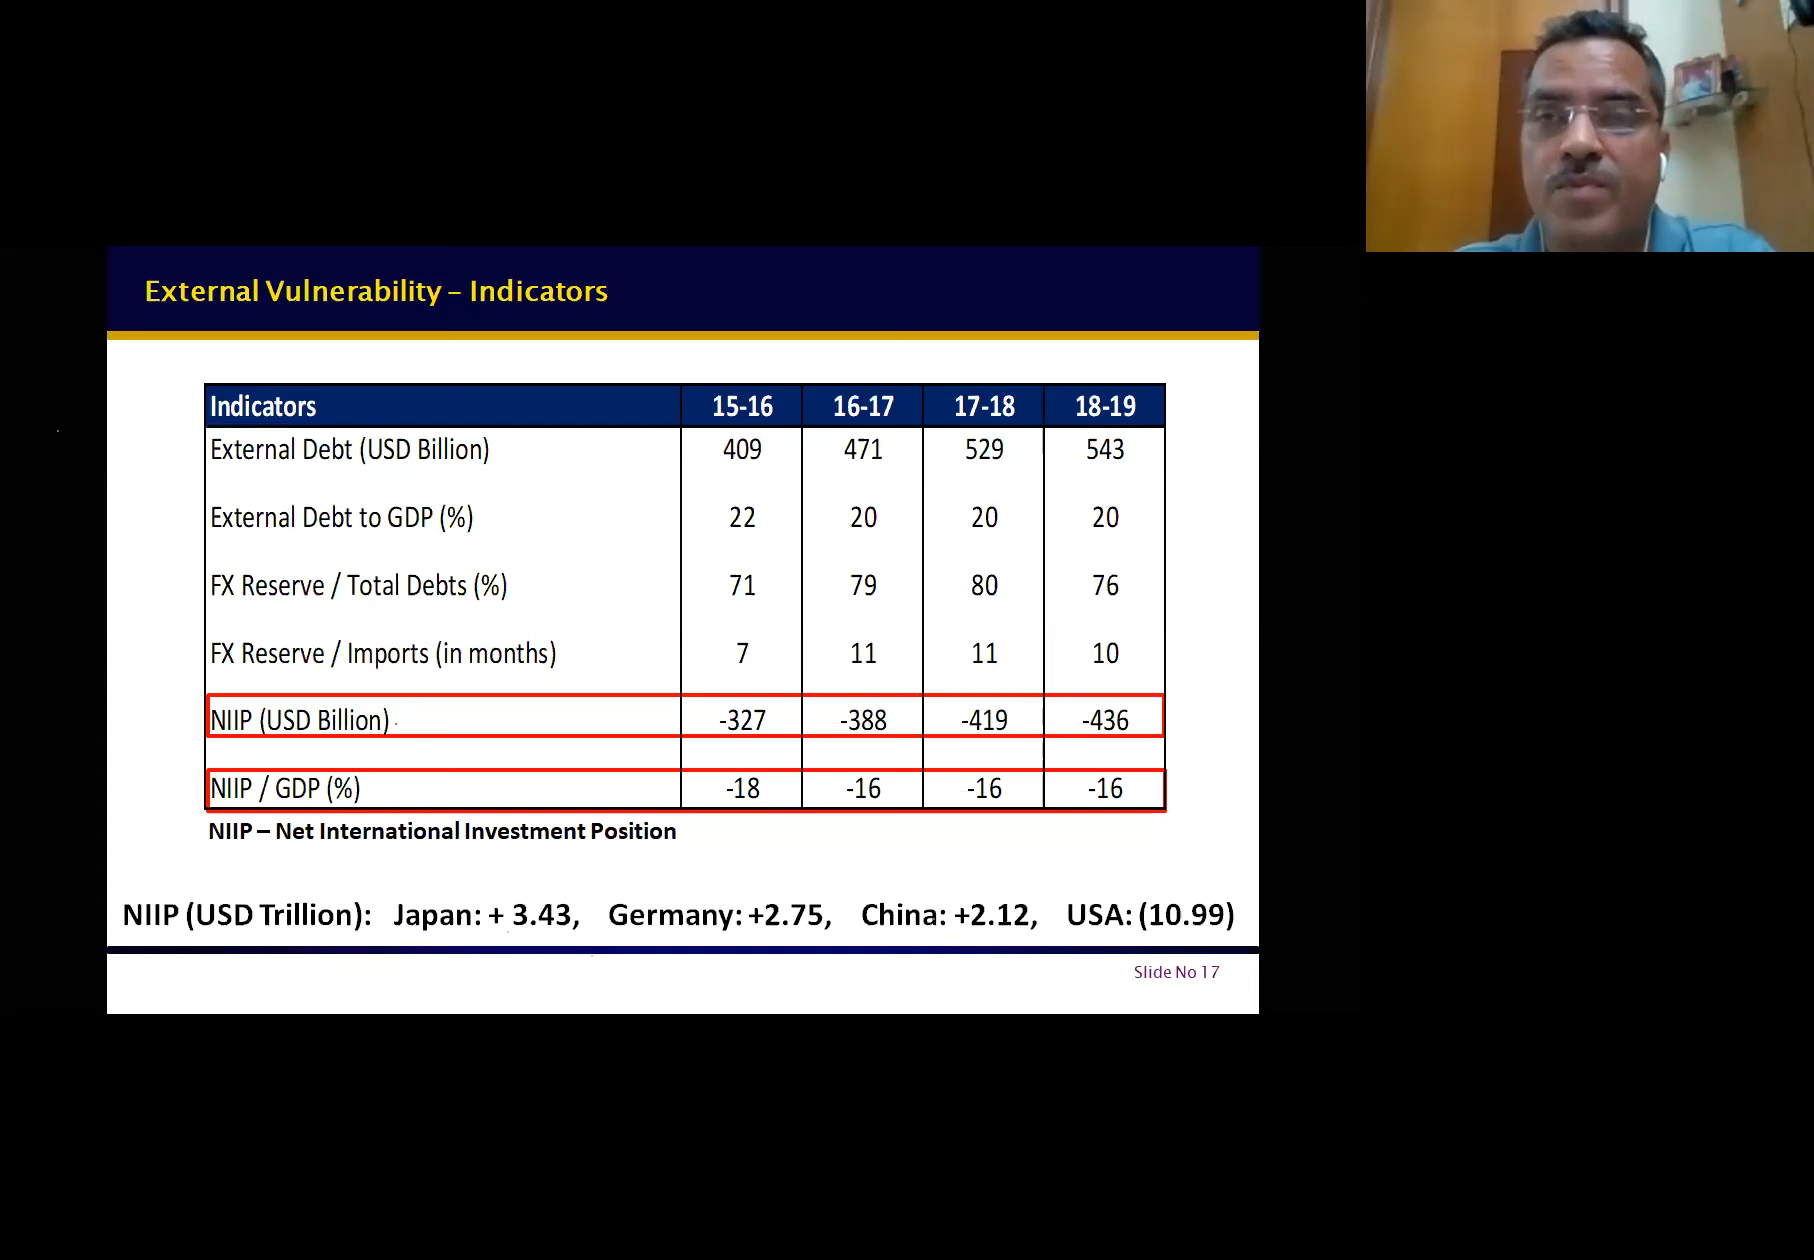 External Vulnerability – Indicators
Indicators 15-16 16-17 17-18 18-19
External Debt (USD Billion) 409 471 529 543
External Debt to GDP (%) 22 20 20 20
FX Reserve / Total Debts (%) 71 79 80 76
FX Reserve / Imports (in months) 7 11 11 10
NIIP (USD Billion) -327 -388 -419 -436
NIIP / GDP (%) -18 -16 -16 -16
NIIP – Net International Investment Position
NIIP (USD Trillion): Japan: + 3.43, Germany: +2.75, China: +2.12, USA: (10.99)
Slide No 17